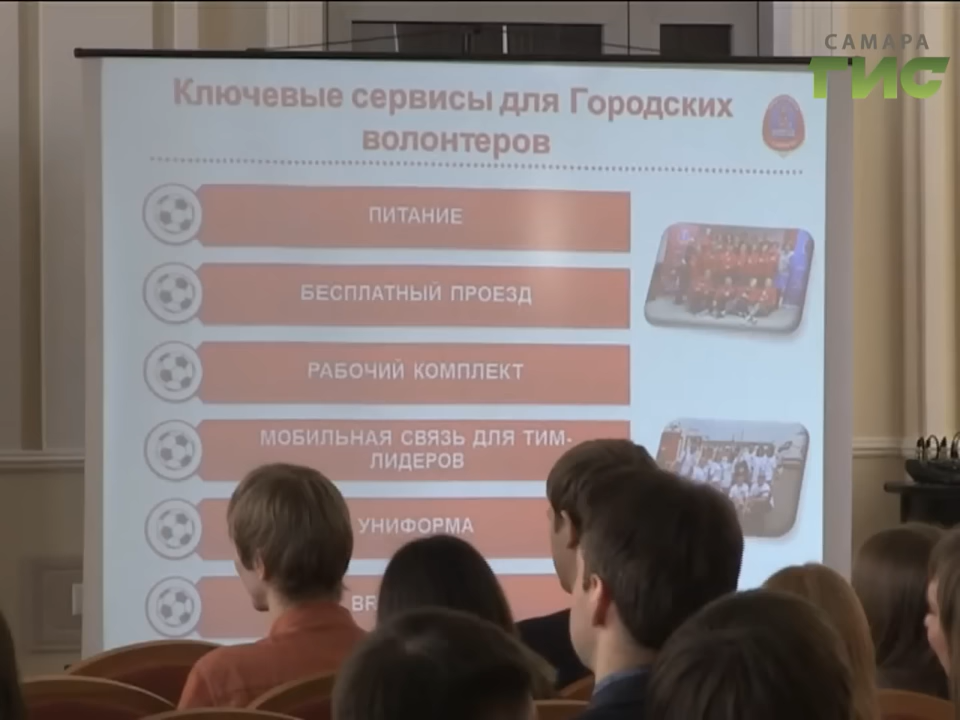 САМАРА
ГИС
Ключевые сервисы для Городских
волонтеров
ПИТАНИЕ
БЕСПЛАТНЫЙ ПРОЕЗД
РАБОЧИЙ КОМПЛЕКТ
МОБИЛЬНАЯ СВЯЗЬ ДЛЯ ТИМ-
ЛИДЕРОВ
УНИФОРМА